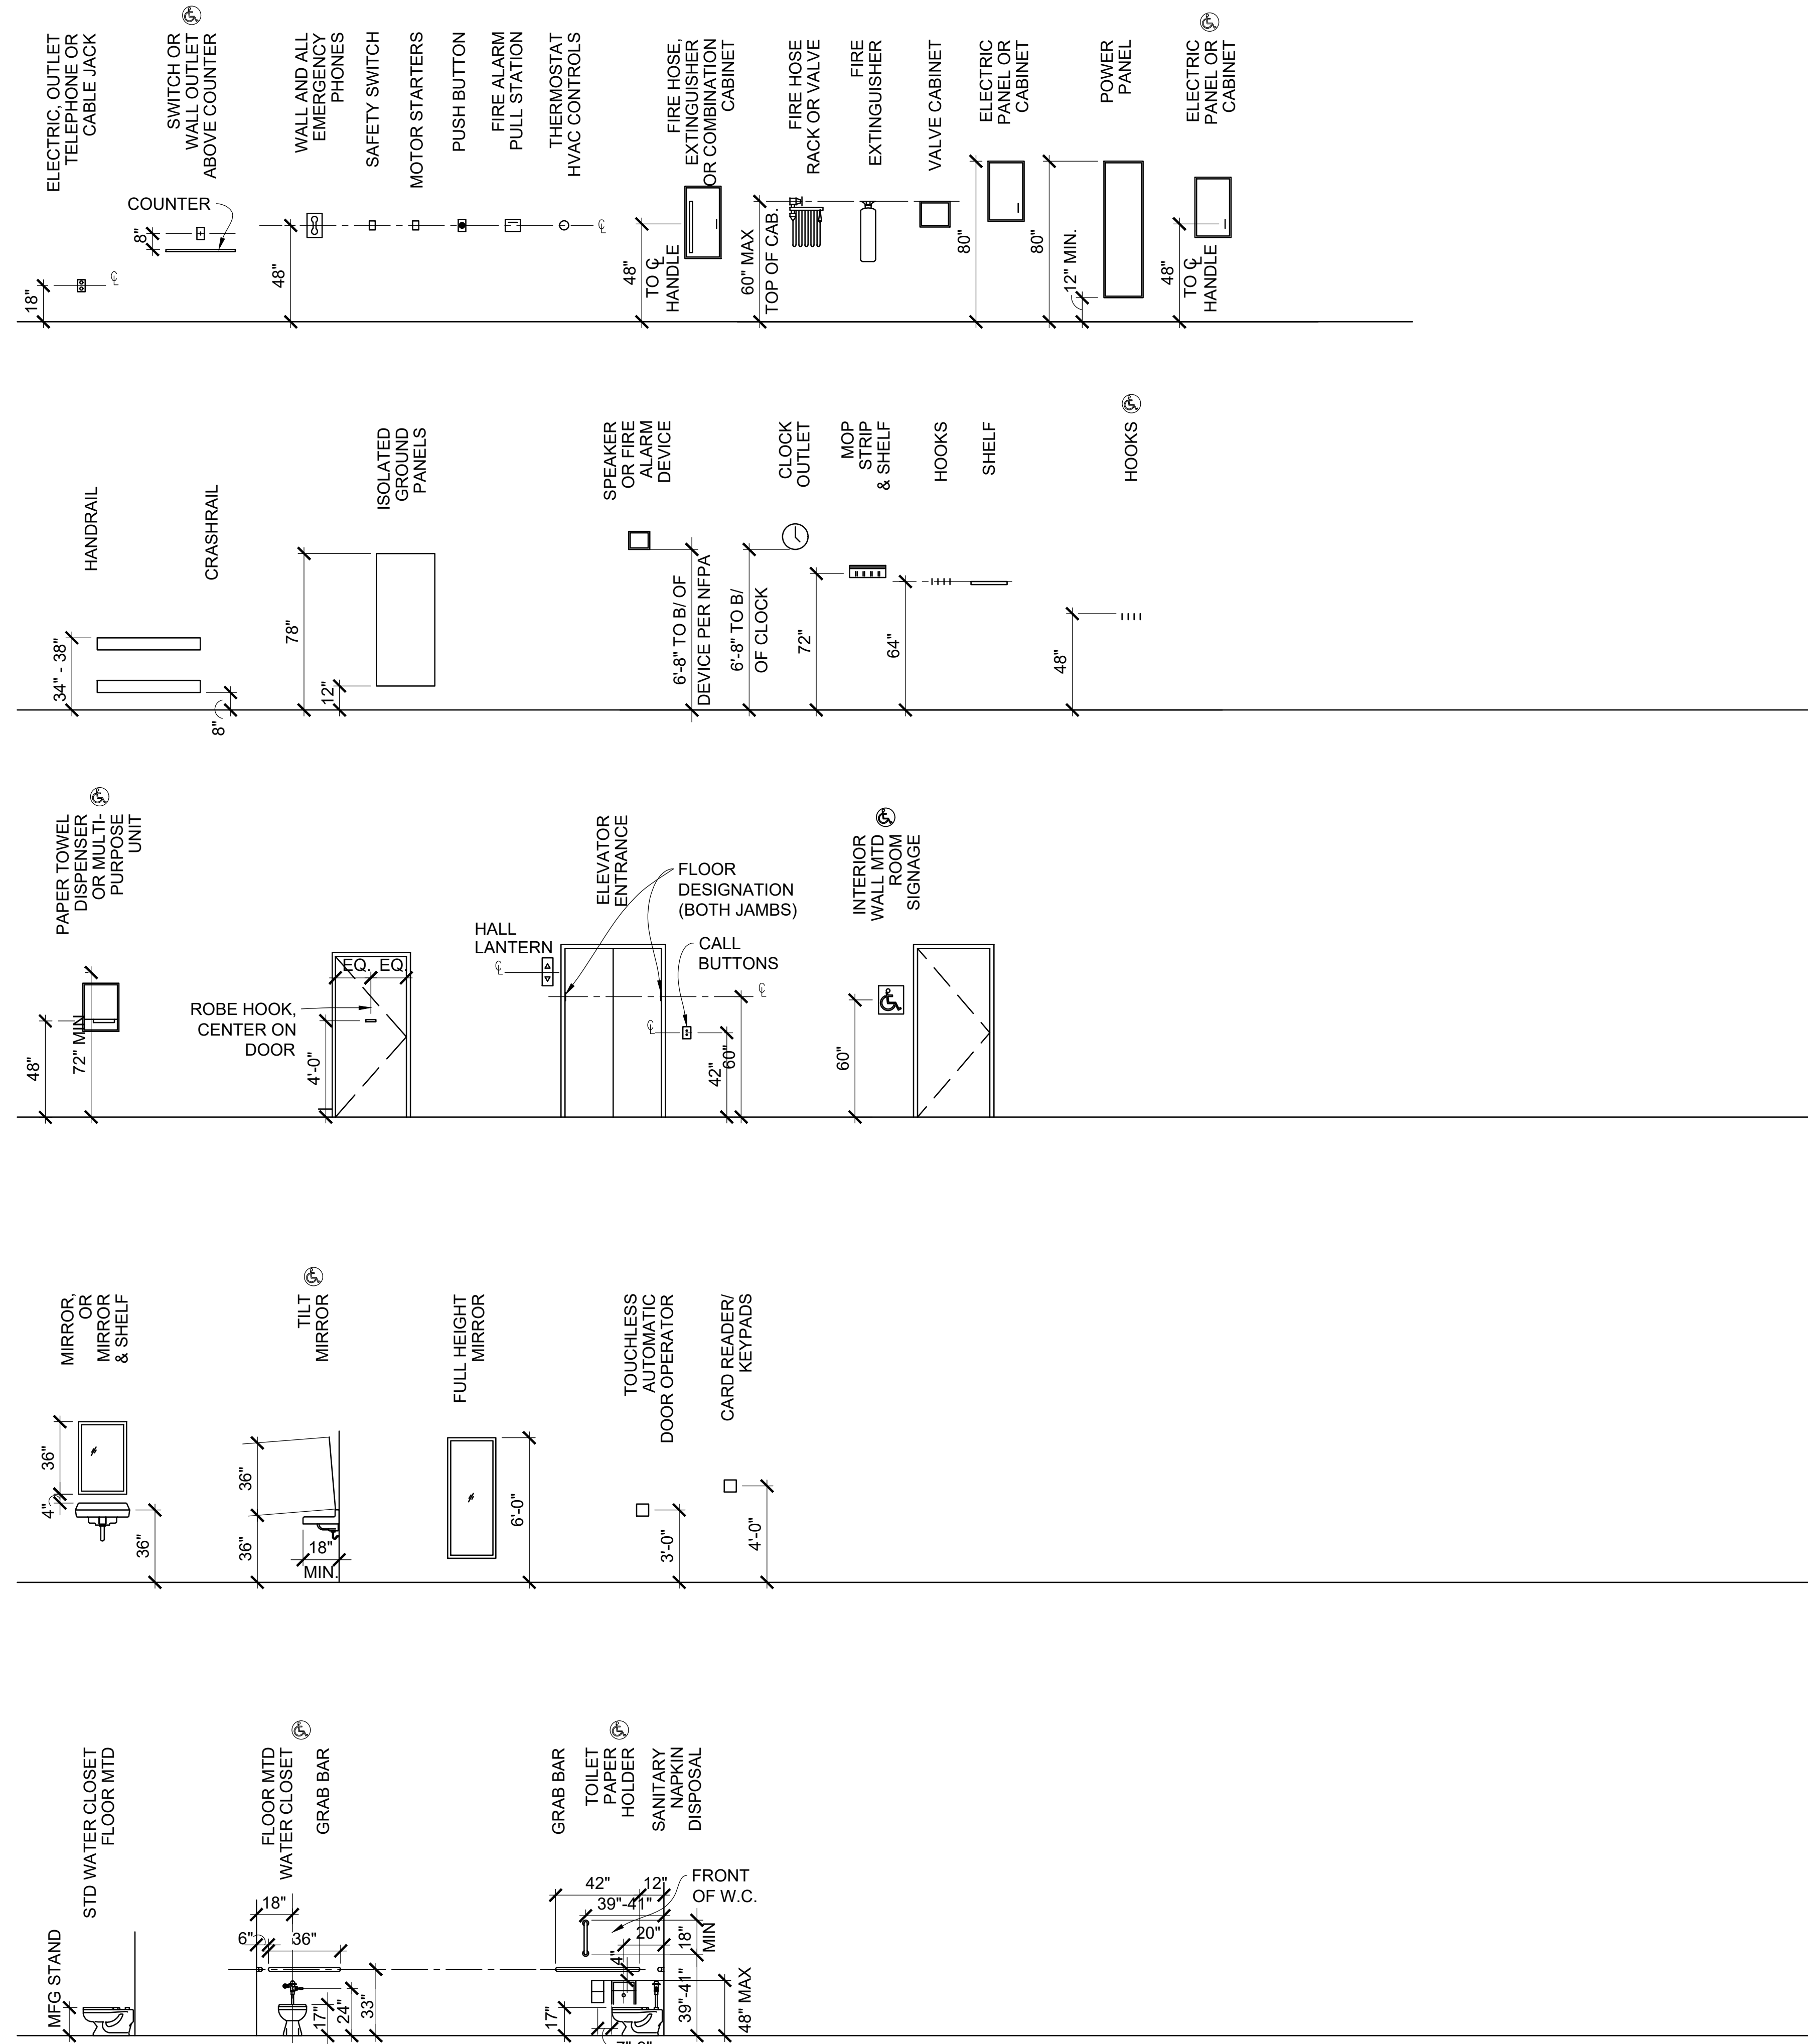 ELECTRIC, OUTLET
TELEPHONE OR
CABLE JACK
SWITCH OR
WALL OUTLET
ABOVE COUNTER
WALL AND ALL
EMERGENCY
PHONES
SAFETY SWITCH
MOTOR STARTERS
PUSH BUTTON
FIRE ALARM
PULL STATION
THERMOSTAT
HVAC CONTROLS
FIRE HOSE,
EXTINGUISHER
OR COMBINATION
CABINET
FIRE HOSE
RACK OR VALVE
FIRE
EXTINGUISHER
VALVE CABINET
ELECTRIC
PANEL OR
CABINET
POWER
PANEL
ELECTRIC
PANEL OR
CABINET
COUNTER
18"
8"
48"
48"
TO ℄
HANDLE
60" MAX
TOP OF CAB.
80"
80"
12" MIN.
48"
TO ℄
HANDLE
℄
℄
HANDRAIL
CRASHRAIL
ISOLATED
GROUND
PANELS
SPEAKER
OR FIRE
ALARM
DEVICE
CLOCK
OUTLET
MOP
STRIP
& SHELF
HOOKS
SHELF
HOOKS
34" - 38"
8"
78"
12"
6'-8" TO B/ OF
DEVICE PER NFPA
6'-8" TO B/
OF CLOCK
72"
64"
48"
PAPER TOWEL
DISPENSER
OR MULTI-
PURPOSE
UNIT
48"
72" MIN
EQ.
EQ.
ROBE HOOK,
CENTER ON
DOOR
4'-0"
ELEVATOR
ENTRANCE
FLOOR
DESIGNATION
(BOTH JAMBS)
HALL
LANTERN
CALL
BUTTONS
℄
℄
℄
42"
60"
INTERIOR
WALL MTD
ROOM
SIGNAGE
60"
MIRROR,
OR
MIRROR
& SHELF
TILT
MIRROR
FULL HEIGHT
MIRROR
TOUCHLESS
AUTOMATIC
DOOR OPERATOR
CARD READER/
KEYPADS
36"
4"
36"
36"
36"
18"
MIN.
6'-0"
3'-0"
4'-0"
STD WATER CLOSET
FLOOR MTD
FLOOR MTD
WATER CLOSET
GRAB BAR
GRAB BAR
TOILET
PAPER
HOLDER
SANITARY
NAPKIN
DISPOSAL
MFG STAND
18"
6"
36"
17"
24"
33"
42"
12"
FRONT
OF W.C.
39"-41"
20"
18"
MIN
4"
17"
39"-41"
48" MAX
7"-9"